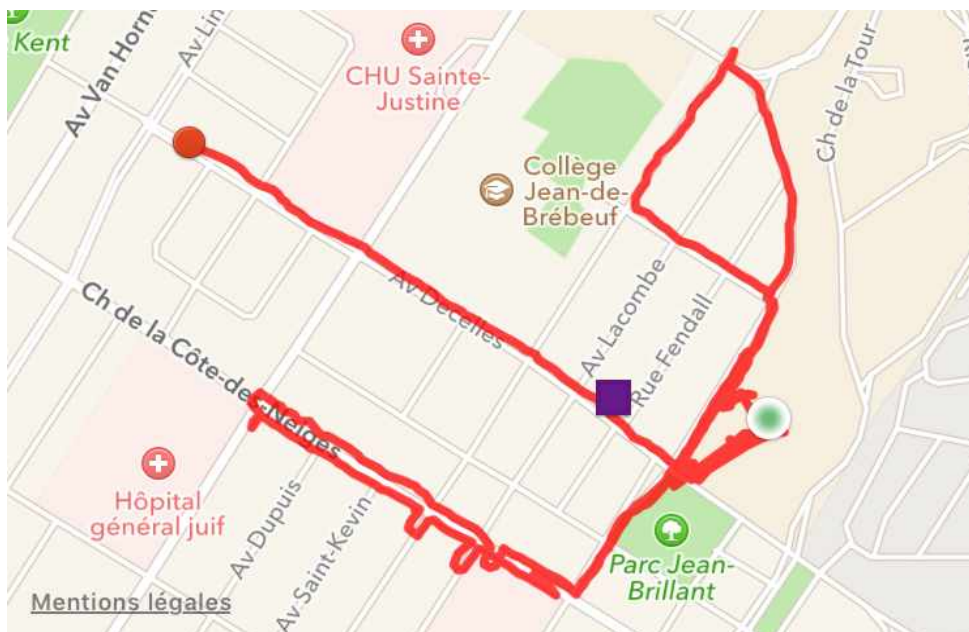 Kent
Av Van Horne
Av Lin
CHU Sainte-
Justine
Ch de la Tour
Collège
Jean-de-
Brébeuf
Av Decelles
Av Lacombe
Rue Fendall
Ch de la Côte-des-Neiges
Hôpital
général juif
Av Dupuis
Av Saint-Kevin
Parc Jean-
Brillant
Mentions légales